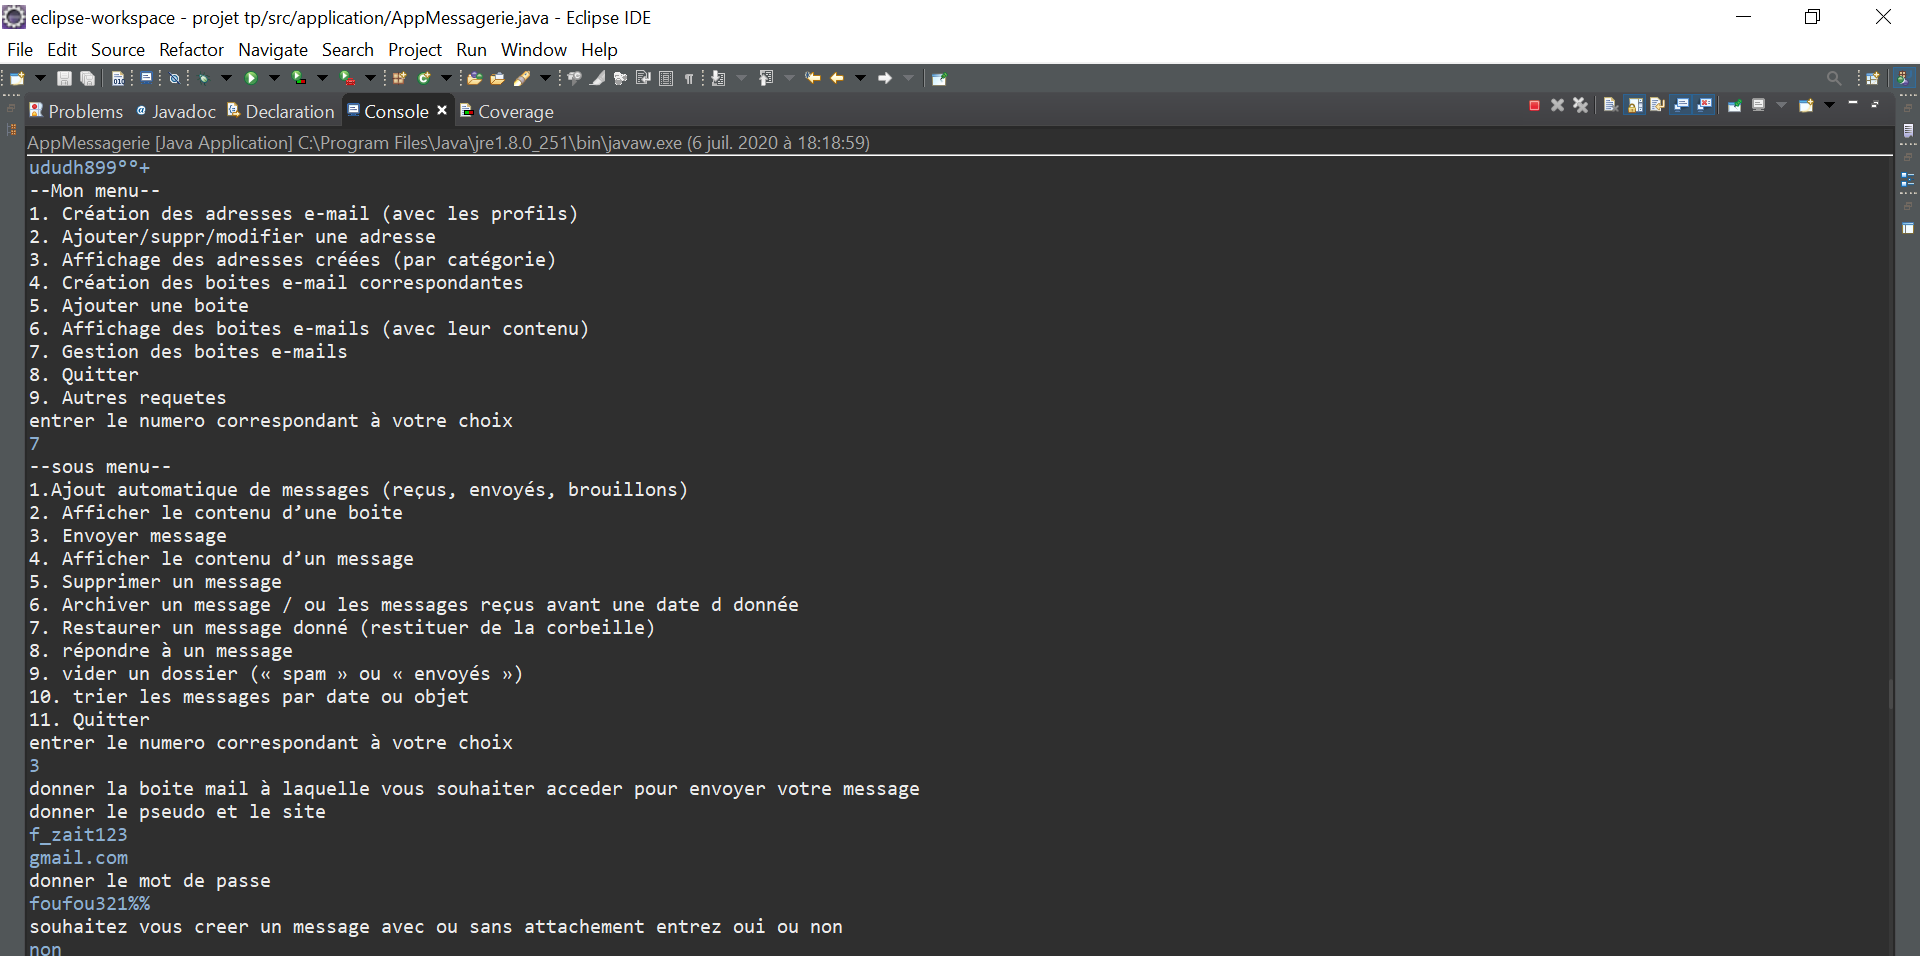 eclipse-workspace - projet tp/src/application/AppMessagerie.java - Eclipse IDE
File Edit Source Refactor Navigate Search Project Run Window Help
Problems @ Javadoc Declaration Console Coverage
AppMessagerie [Java Application] C:\Program Files\Java\jre1.8.0_251\bin\javaw.exe (6 juil. 2020 à 18:18:59)
ududh899°°+
--Mon menu--
1. Création des adresses e-mail (avec les profils)
2. Ajouter/suppr/modifier une adresse
3. Affichage des adresses créées (par catégorie)
4. Création des boites e-mail correspondantes
5. Ajouter une boite
6. Affichage des boites e-mails (avec leur contenu)
7. Gestion des boites e-mails
8. Quitter
9. Autres requetes
entrer le numero correspondant à votre choix
7
--sous menu--
1.Ajout automatique de messages (reçus, envoyés, brouillons)
2. Afficher le contenu d’une boite
3. Envoyer message
4. Afficher le contenu d’un message
5. Supprimer un message
6. Archiver un message / ou les messages reçus avant une date d donnée
7. Restaurer un message donné (restituer de la corbeille)
8. répondre à un message
9. vider un dossier (« spam » ou « envoyés »)
10. trier les messages par date ou objet
11. Quitter
entrer le numero correspondant à votre choix
3
donner la boite mail à laquelle vous souhaiter acceder pour envoyer votre message
donner le pseudo et le site
f_zait123
gmail.com
donner le mot de passe
foufou321%%
souhaitez vous creer un message avec ou sans attachement entrez oui ou non
non